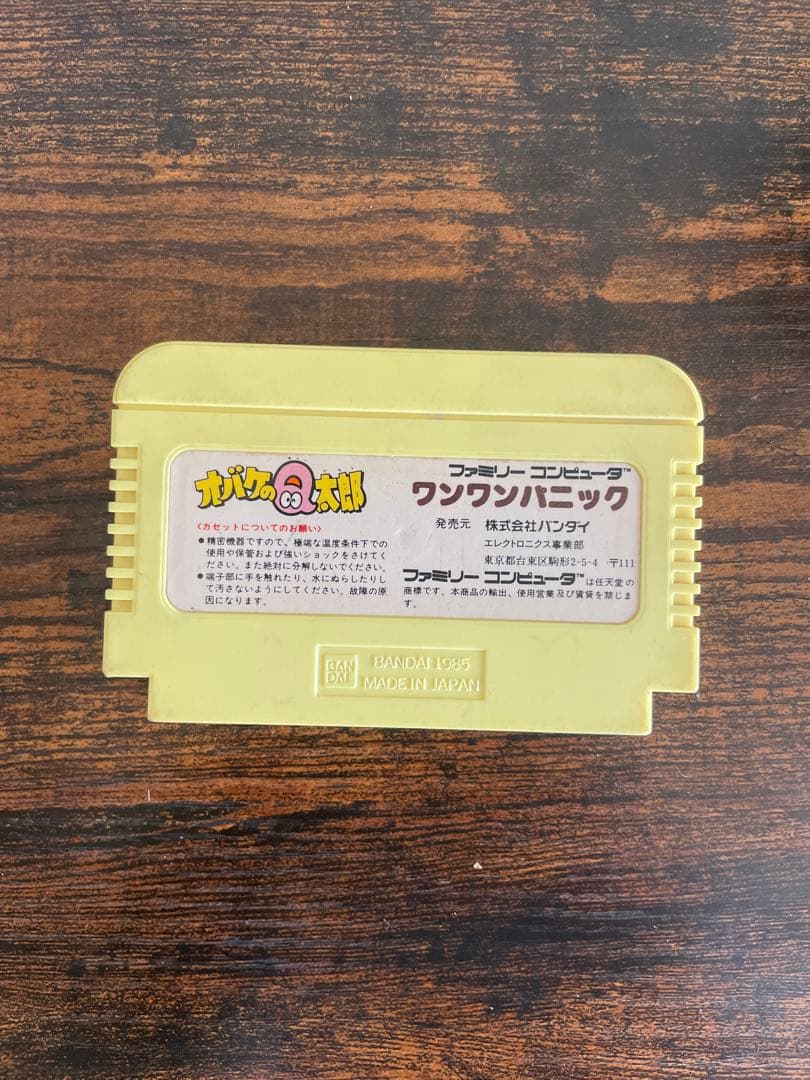 オバケのQ太郎
<カセットについてのお願い>
●精密機器ですので、極端な温度条件下での
使用や保管および強いショックをさけてく
ださい。また絶対に分解しないでください。
●端子部に手を触れたり、水にぬらしたりし
て汚さないようにしてください。故障の原
因になります。
ファミリー コンピュータ™
ワンワンパニック
発売元 株式会社バンダイ
エレクトロニクス事業部
東京都台東区駒形2-5-4 〒111
ファミリー コンピュータ™は任天堂の
商標です。本商品の輸出、使用営業及び賃貸を禁じま
す。
BAN
DAI
BANDAI 1985
MADE IN JAPAN